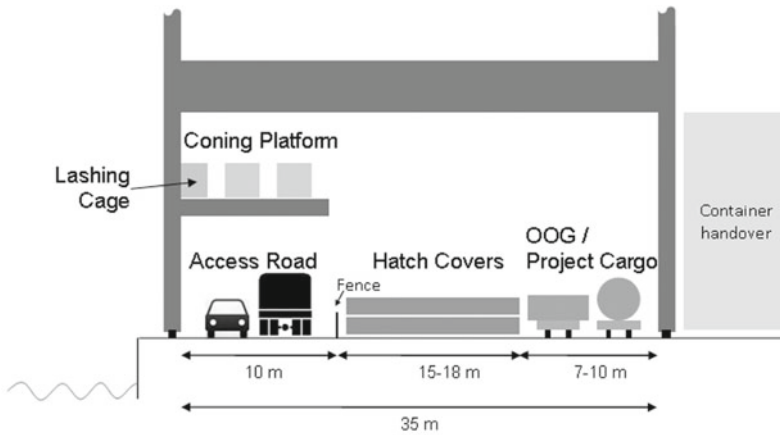 Coning Platform
Lashing
Cage
Container
handover
OOG /
Access Road
Hatch Covers
Project Cargo
Fence
10 m
15-18 m
7-10 m
35 m